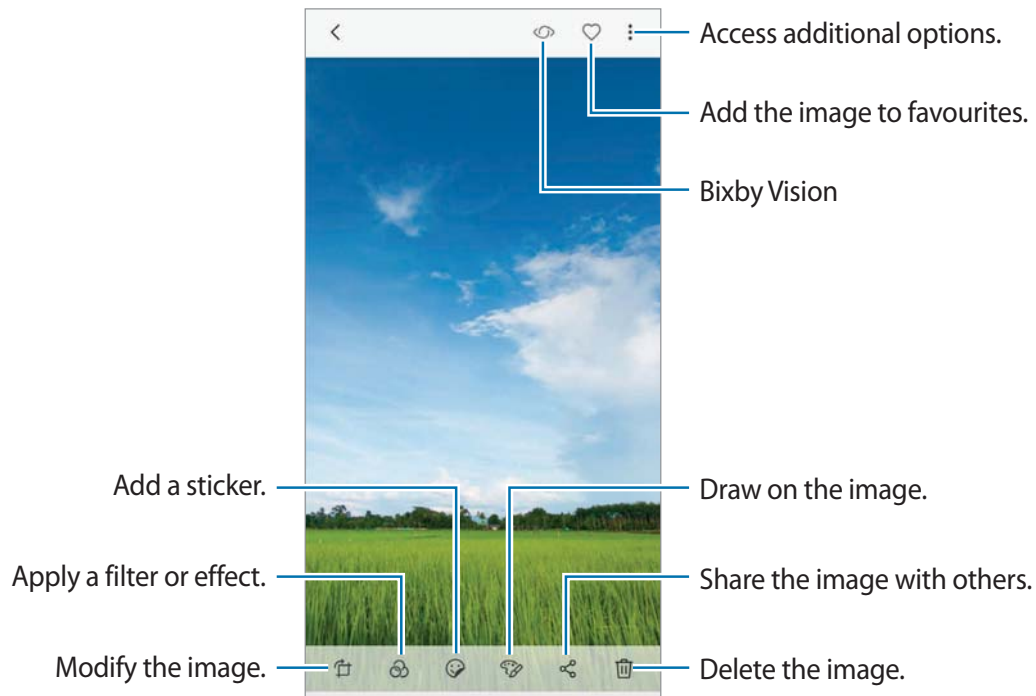 Access additional options.
Add the image to favourites.
Bixby Vision
Add a sticker.
Draw on the image.
Apply a filter or effect.
Share the image with others.
Modify the image.
Delete the image.